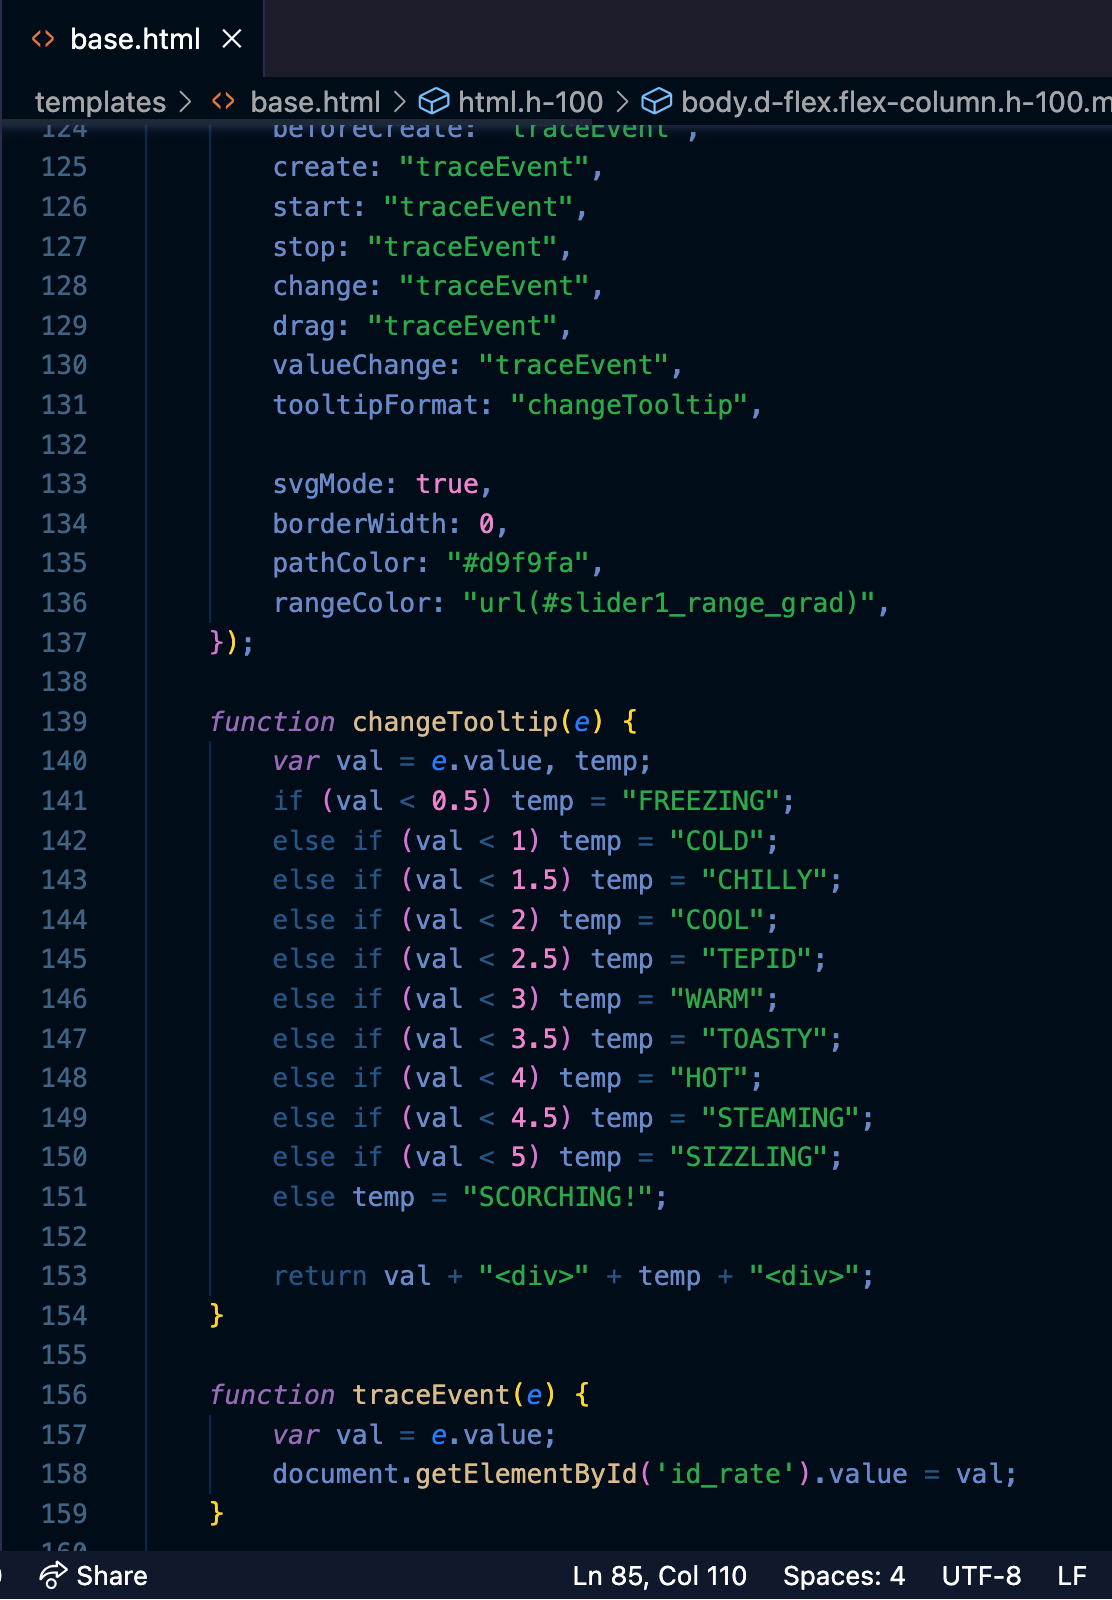 base.html
templates > base.html > html.h-100 > body.d-flex.flex-column.h-100.m
124 beforeCreate: "traceEvent",
125 create: "traceEvent",
126 start: "traceEvent",
127 stop: "traceEvent",
128 change: "traceEvent",
129 drag: "traceEvent",
130 valueChange: "traceEvent",
131 tooltipFormat: "changeTooltip",
132
133 svgMode: true,
134 borderWidth: 0,
135 pathColor: "#d9f9fa",
136 rangeColor: "url(#slider1_range_grad)",
137 });
138
139 function changeTooltip(e) {
140 var val = e.value, temp;
141 if (val < 0.5) temp = "FREEZING";
142 else if (val < 1) temp = "COLD";
143 else if (val < 1.5) temp = "CHILLY";
144 else if (val < 2) temp = "COOL";
145 else if (val < 2.5) temp = "TEPID";
146 else if (val < 3) temp = "WARM";
147 else if (val < 3.5) temp = "TOASTY";
148 else if (val < 4) temp = "HOT";
149 else if (val < 4.5) temp = "STEAMING";
150 else if (val < 5) temp = "SIZZLING";
151 else temp = "SCORCHING!";
152
153 return val + "<div>" + temp + "<div>";
154 }
155
156 function traceEvent(e) {
157 var val = e.value;
158 document.getElementById('id_rate').value = val;
159 }
160
Share Ln 85, Col 110 Spaces: 4 UTF-8 LF